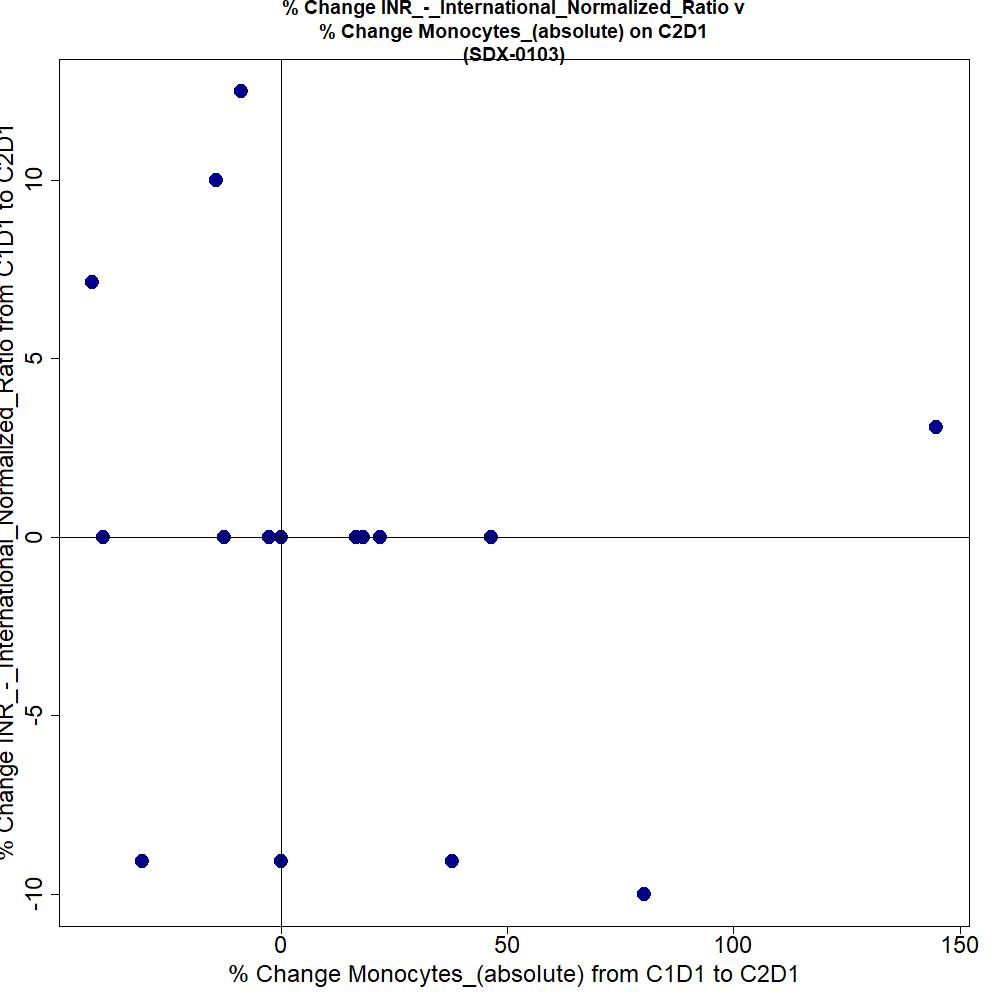 % Change INR_-_International_Normalized_Ratio v
% Change Monocytes_(absolute) on C2D1
(SDX-0103)
% Change INR_-_International_Normalized_Ratio from C1D1 to C2D1
10
5
0
-5
-10
0 50 100 150
% Change Monocytes_(absolute) from C1D1 to C2D1